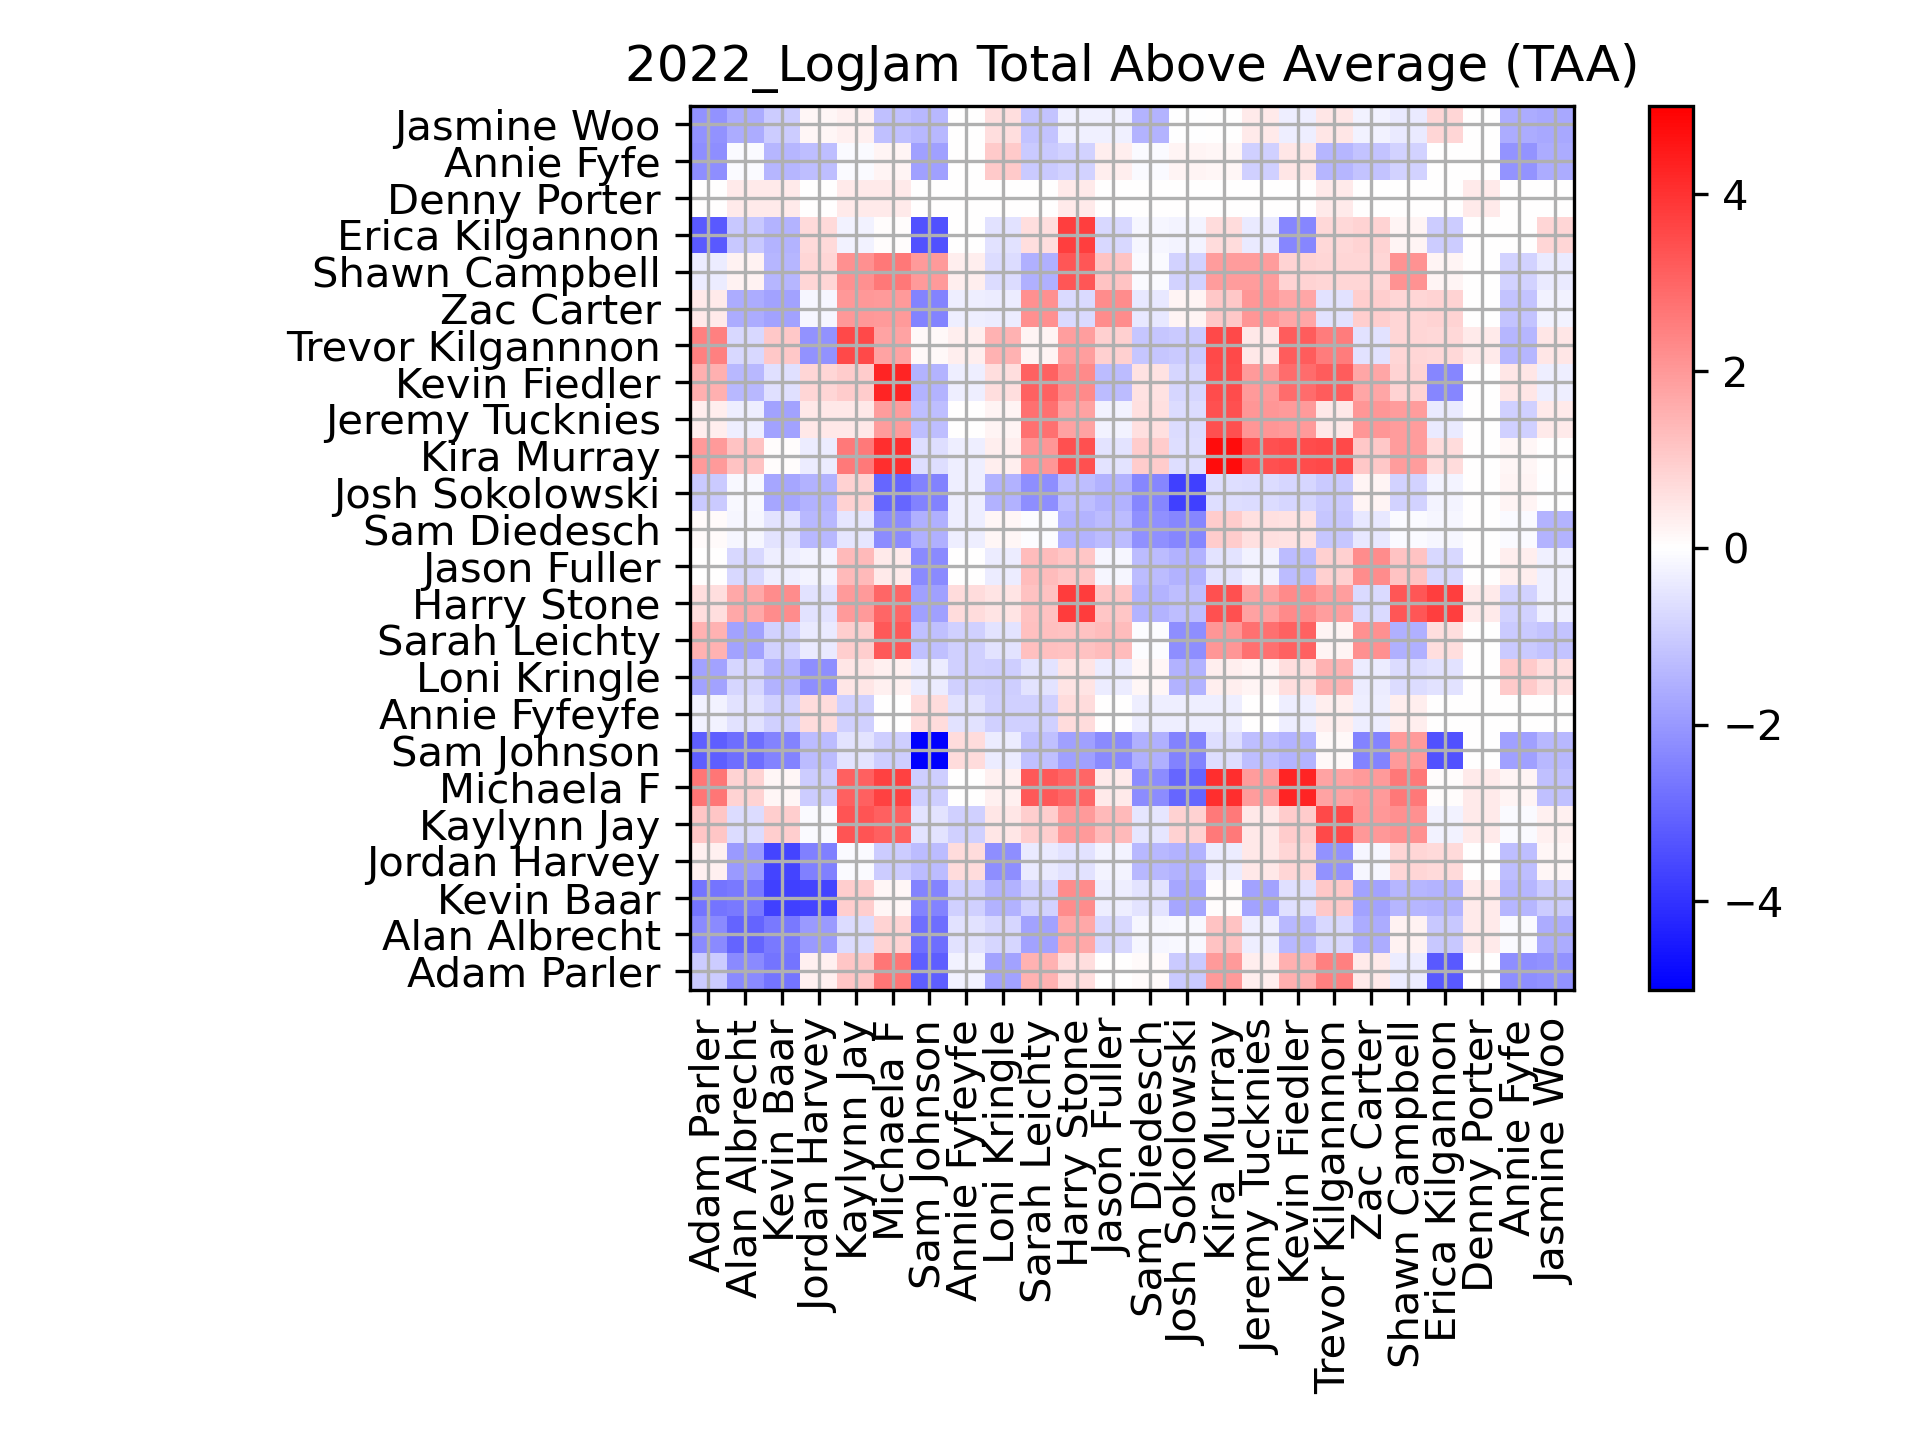 2022_LogJam Total Above Average (TAA)
Jasmine Woo
Annie Fyfe
Denny Porter
Erica Kilgannon
Shawn Campbell
Zac Carter
Trevor Kilgannnon
Kevin Fiedler
Jeremy Tucknies
Kira Murray
Josh Sokolowski
Sam Diedesch
Jason Fuller
Harry Stone
Sarah Leichty
Loni Kringle
Annie Fyfeyfe
Sam Johnson
Michaela F
Kaylynn Jay
Jordan Harvey
Kevin Baar
Alan Albrecht
Adam Parler
Adam Parler
Alan Albrecht
Kevin Baar
Jordan Harvey
Kaylynn Jay
Michaela F
Sam Johnson
Annie Fyfeyfe
Loni Kringle
Sarah Leichty
Harry Stone
Jason Fuller
Sam Diedesch
Josh Sokolowski
Kira Murray
Jeremy Tucknies
Kevin Fiedler
Trevor Kilgannnon
Zac Carter
Shawn Campbell
Erica Kilgannon
Denny Porter
Annie Fyfe
Jasmine Woo
4
2
0
−2
−4